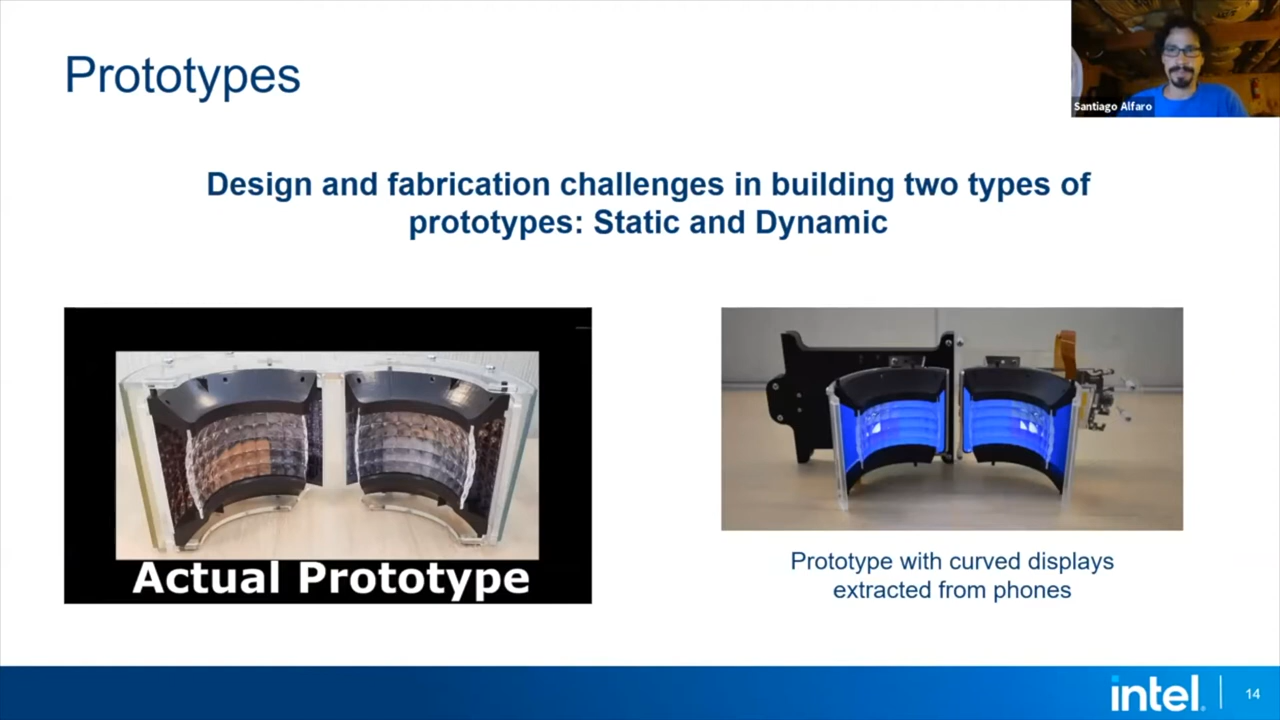 Prototypes
Santiago Alfaro
Design and fabrication challenges in building two types of
prototypes: Static and Dynamic
Actual Prototype
Prototype with curved displays
extracted from phones
intel.
14